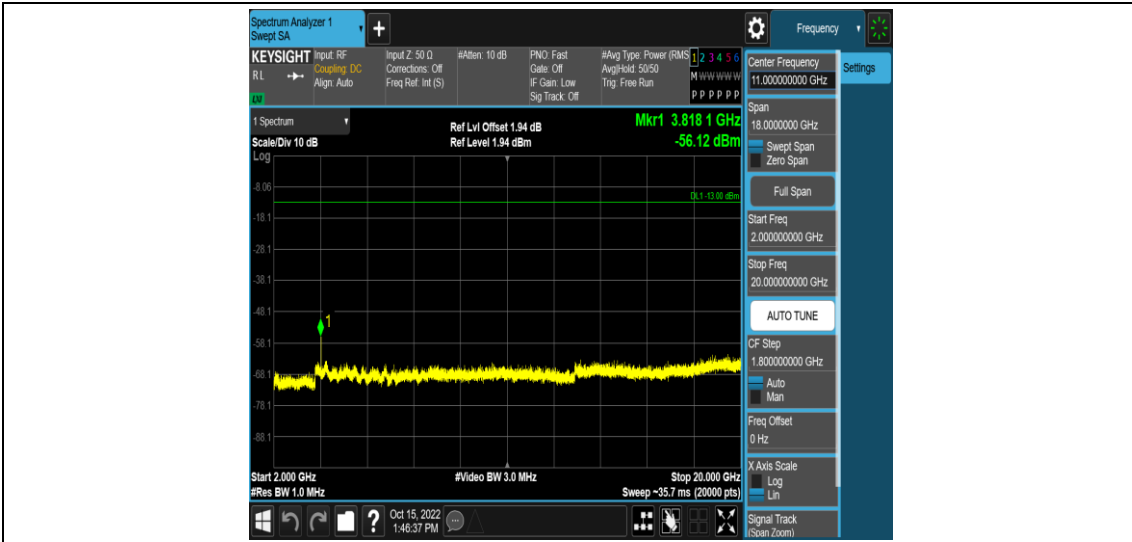 Spectrum Analyzer 1
Swept SA
+
Frequency
KEYSIGHT
RL
LNI
Input: RF
Coupling: DC
Align: Auto
Input Z: 50 Ω
Corrections: Off
Freq Ref: Int (S)
#Atten: 10 dB
PNO: Fast
Gate: Off
IF Gain: Low
Sig Track: Off
#Avg Type: Power (RMS
Avg|Hold: 50/50
Trig: Free Run
1 2 3 4 5 6
M W W W W W
P P P P P P
1 Spectrum
Scale/Div 10 dB
Log
Ref Lvl Offset 1.94 dB
Ref Level 1.94 dBm
Mkr1 3.818 1 GHz
-56.12 dBm
DL1 -13.00 dBm
-8.06
-18.1
-28.1
-38.1
-48.1
-58.1
-68.1
-78.1
-88.1
1
Start 2.000 GHz
#Res BW 1.0 MHz
#Video BW 3.0 MHz
Stop 20.000 GHz
Sweep ~35.7 ms (20000 pts)
Center Frequency
11.000000000 GHz
Settings
Span
18.0000000 GHz
Swept Span
Zero Span
Full Span
Start Freq
2.000000000 GHz
Stop Freq
20.000000000 GHz
AUTO TUNE
CF Step
1.800000000 GHz
Auto
Man
Freq Offset
0 Hz
X Axis Scale
Log
Lin
Signal Track
(Span Zoom)
?
Oct 15, 2022
1:46:37 PM